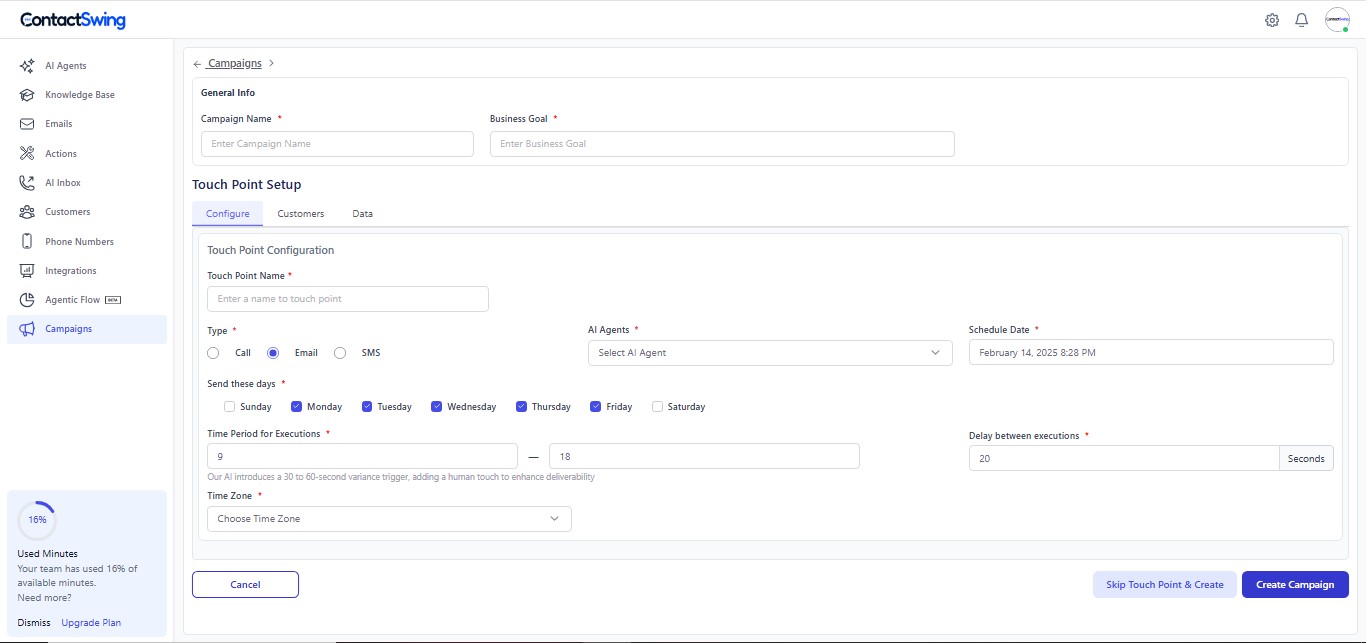 ContactSwing
AI Agents
Knowledge Base
Emails
Actions
AI Inbox
Customers
Phone Numbers
Integrations
Agentic Flow BETA
Campaigns
16%
Used Minutes
Your team has used 16% of
available minutes.
Need more?
Dismiss Upgrade Plan
← Campaigns >
General Info
Campaign Name * Business Goal *
Enter Campaign Name Enter Business Goal
Touch Point Setup
Configure Customers Data
Touch Point Configuration
Touch Point Name *
Enter a name to touch point
Type * AI Agents * Schedule Date *
Call Email SMS Select AI Agent February 14, 2025 8:28 PM
Send these days *
Sunday Monday Tuesday Wednesday Thursday Friday Saturday
Time Period for Executions * Delay between executions *
9 — 18 20 Seconds
Our AI introduces a 30 to 60-second variance trigger, adding a human touch to enhance deliverability
Time Zone *
Choose Time Zone
Cancel Skip Touch Point & Create Create Campaign